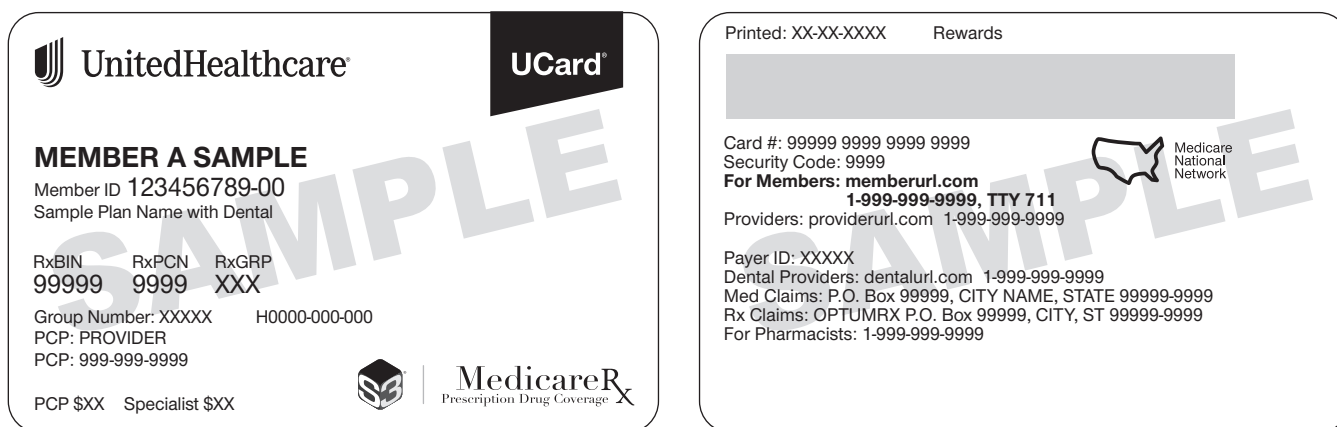 UnitedHealthcare®
UCard®
MEMBER A SAMPLE
Member ID 123456789-00
Sample Plan Name with Dental
RxBIN RxPCN RxGRP
99999 9999 XXX
Group Number: XXXXX H0000-000-000
PCP: PROVIDER
PCP: 999-999-9999
PCP $XX Specialist $XX
S3®
MedicareRx
Prescription Drug Coverage
SAMPLE
Printed: XX-XX-XXXX Rewards
Card #: 99999 9999 9999 9999
Security Code: 9999
For Members: memberurl.com
1-999-999-9999, TTY 711
Providers: providerurl.com 1-999-999-9999
Medicare
National
Network
Payer ID: XXXXX
Dental Providers: dentalurl.com 1-999-999-9999
Med Claims: P.O. Box 99999, CITY NAME, STATE 99999-9999
Rx Claims: OPTUMRX P.O. Box 99999, CITY, ST 99999-9999
For Pharmacists: 1-999-999-9999
SAMPLE